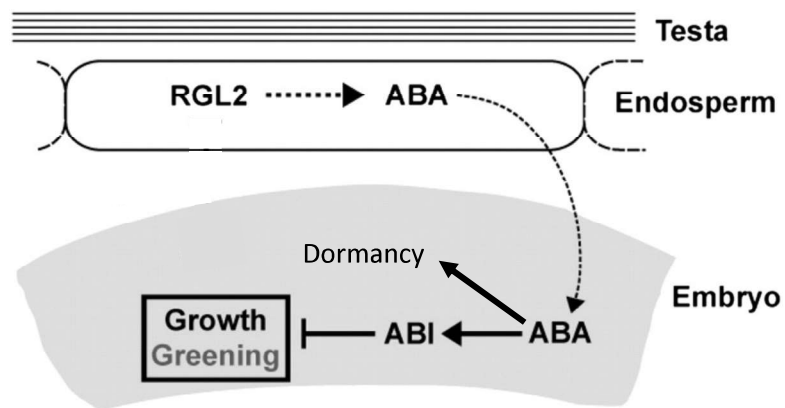 Testa
RGL2 ABA
Endosperm
Dormancy
Embryo
Growth
Greening
ABI ABA